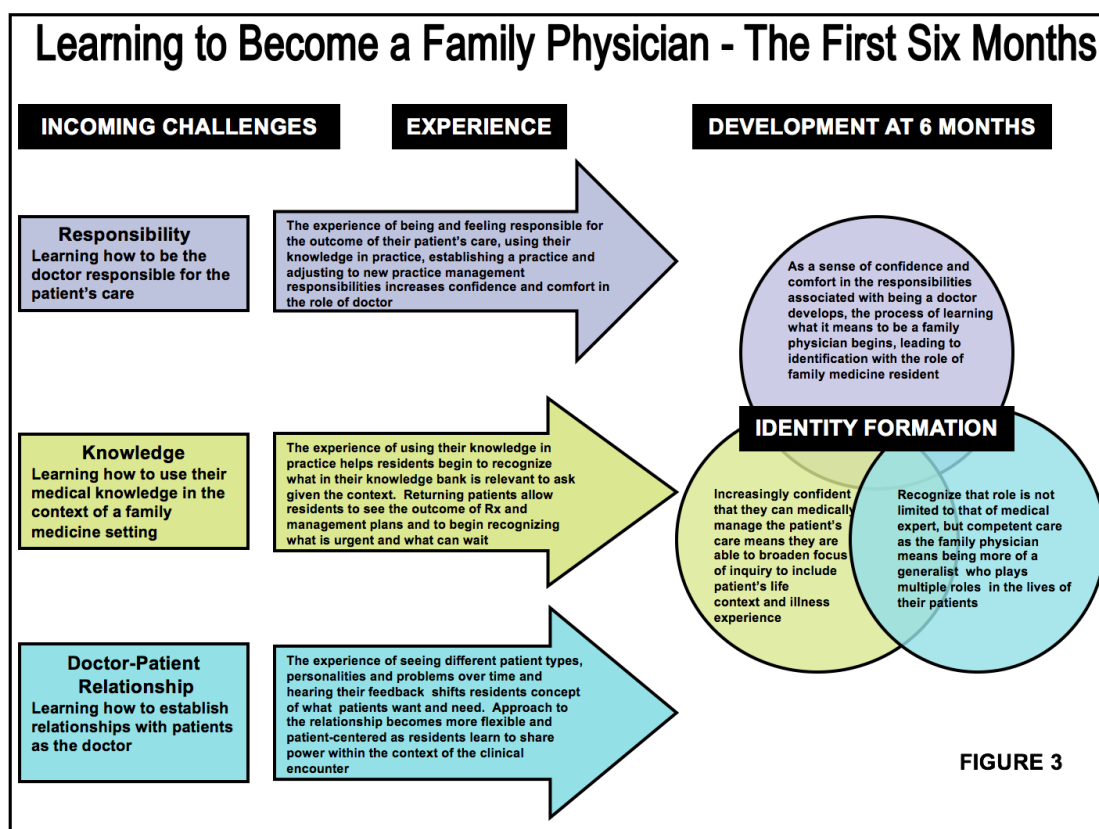 Learning to Become a Family Physician - The First Six Months
INCOMING CHALLENGES
EXPERIENCE
DEVELOPMENT AT 6 MONTHS
Responsibility
Learning how to be the
doctor responsible for the
patient's care
The experience of being and feeling responsible for
the outcome of their patient's care, using their
knowledge in practice, establishing a practice and
adjusting to new practice management
responsibilities increases confidence and comfort in
the role of doctor
As a sense of confidence and
comfort in the responsibilities
associated with being a doctor
develops, the process of learning
what it means to be a family
physician begins, leading to
identification with the role of
family medicine resident
IDENTITY FORMATION
Knowledge
Learning how to use their
medical knowledge in the
context of a family
medicine setting
The experience of using their knowledge in
practice helps residents begin to recognize
what in their knowledge bank is relevant to ask
given the context.  Returning patients allow
residents to see the outcome of Rx and
management plans and to begin recognizing
what is urgent and what can wait
Increasingly confident
that they can medically
manage the patient's
care means they are
able to broaden focus
of inquiry to include
patient's life
context and illness
experience
Recognize that role is not
limited to that of medical
expert, but competent care
as the family physician
means being more of a
generalist  who plays
multiple roles  in the lives of
their patients
Doctor-Patient
Relationship
Learning how to establish
relationships with patients
as the doctor
The experience of seeing different patient types,
personalities and problems over time and
hearing their feedback  shifts residents concept
of what  patients want and need.  Approach to
the relationship becomes more flexible and
patient-centered as residents learn to share
power within the context of the clinical
encounter
FIGURE 3